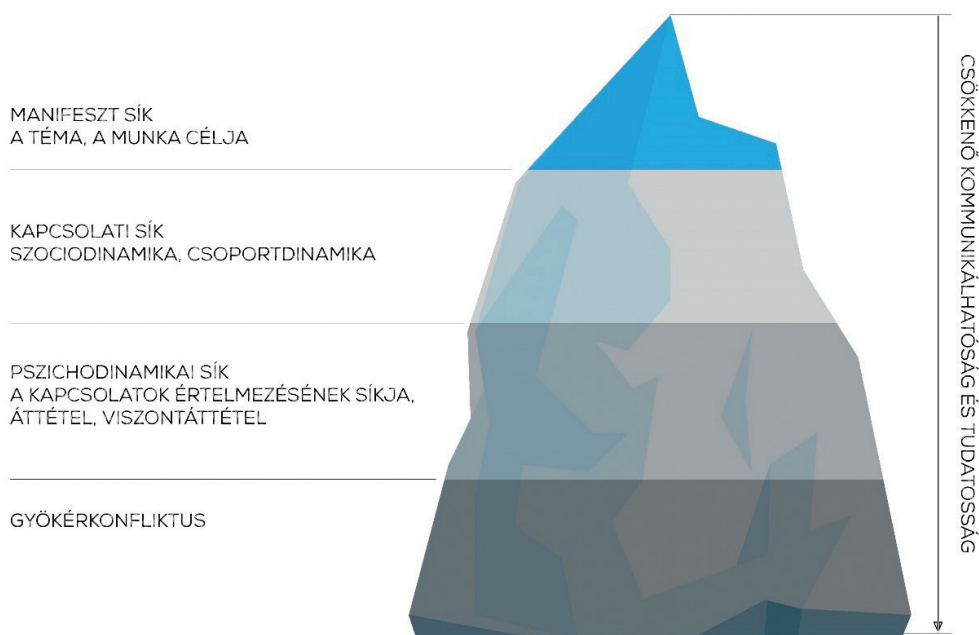 MANIFESZT SÍK
A TÉMA, A MUNKA CÉLJA
KAPCSOLATI SÍK
SZOCIODINAMIKA, CSOPORTDINAMIKA
PSZICHODINAMIKAI SÍK
A KAPCSOLATOK ÉRTELMEZÉSÉNEK SÍKJA,
ÁTTÉTEL, VISZONTÁTTÉTEL
GYÖKÉRKONFLIKTUS
CSÖKKENŐ KOMMUNIKÁLHATÓSÁG ÉS TUDATOSSÁG